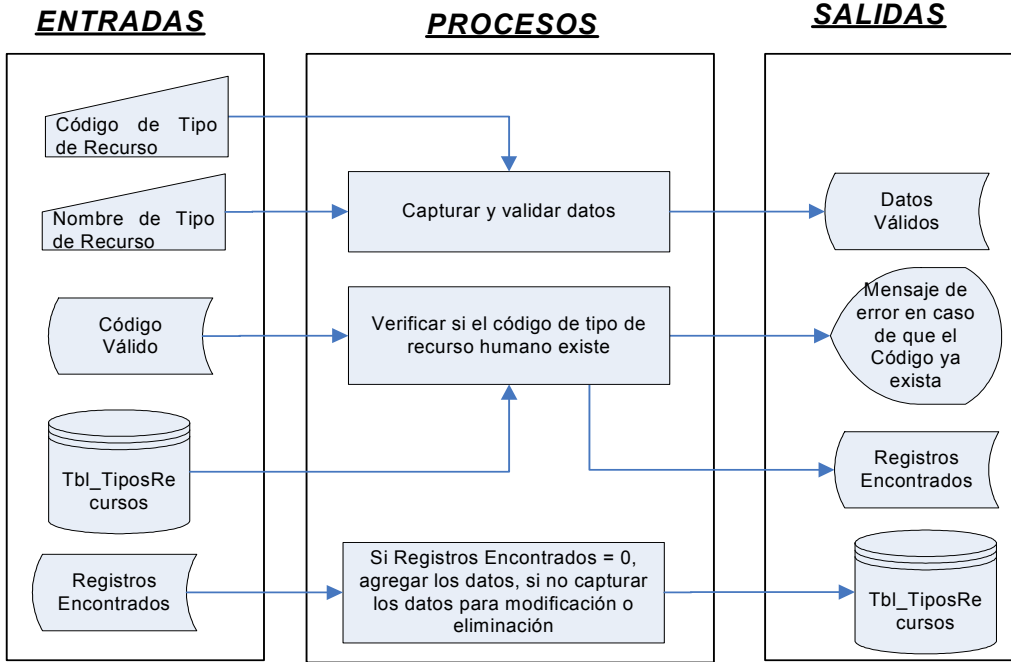 ENTRADAS
PROCESOS
SALIDAS
Código de Tipo
de Recurso
Nombre de Tipo
de Recurso
Capturar y validar datos
Datos
Válidos
Código
Válido
Verificar si el código de tipo de
recurso humano existe
Mensaje de
error en caso
de que el
Código ya
exista
Tbl_TiposRe
cursos
Registros
Encontrados
Registros
Encontrados
Si Registros Encontrados = 0,
agregar los datos, si no capturar
los datos para modificación o
eliminación
Tbl_TiposRe
cursos